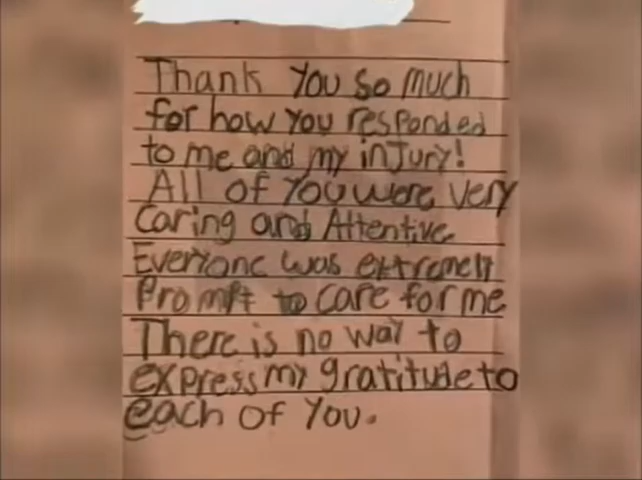 Thank you so much
for how you responded
to me and my injury!
All of you were very
Caring and Attentive
Everyone was extremely
Prompt to care for me
There is no way to
express my gratitude to
each of you.